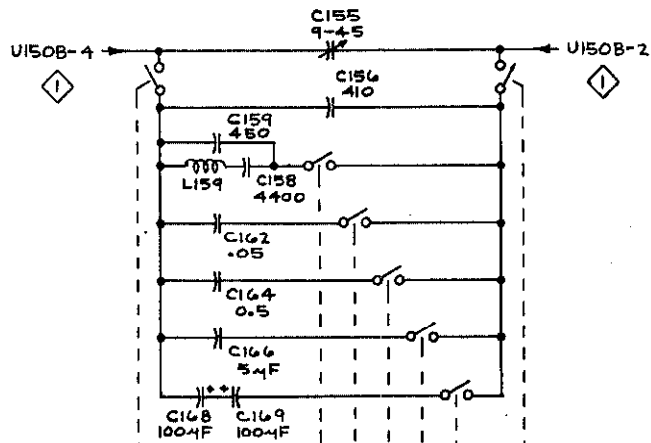 C155
9-45
U150B-4
U150B-2
1
1
C156
410
C159
450
L159
C158
4400
C162
.05
C164
0.5
C166
5μF
+ +
C168
100μF
C169
100μF